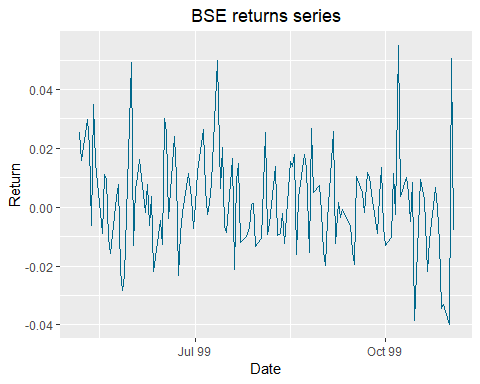 BSE returns series
0.04
0.02
0.00
-0.02
-0.04
Return
Jul 99
Oct 99
Date